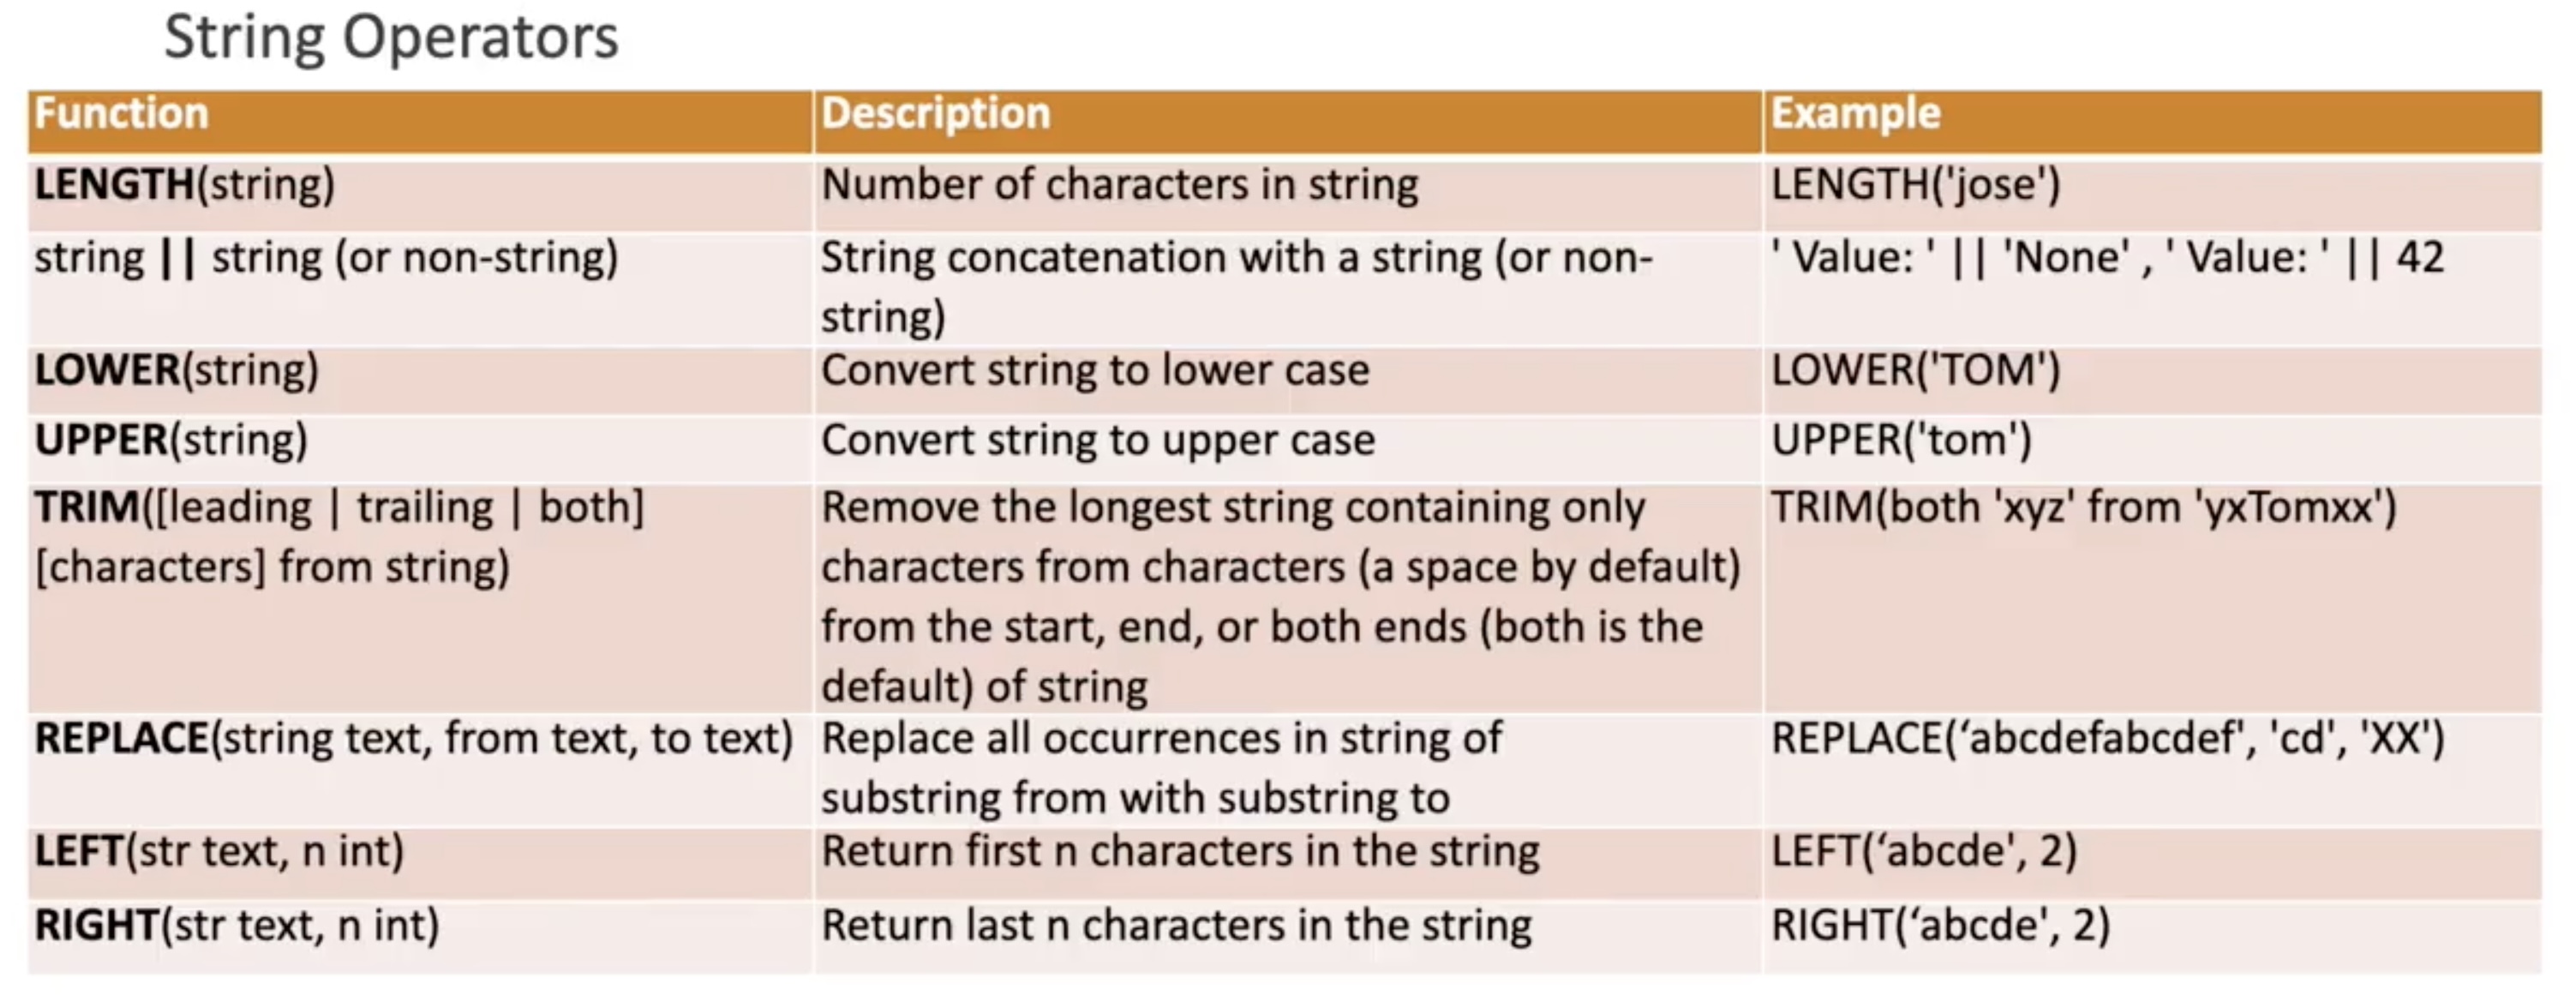 String Operators
Function Description Example
LENGTH(string) Number of characters in string LENGTH('jose')
string || string (or non-string) String concatenation with a string (or non- ' Value: ' || 'None' , ' Value: ' || 42
string)
LOWER(string) Convert string to lower case LOWER('TOM')
UPPER(string) Convert string to upper case UPPER('tom')
TRIM([leading | trailing | both] Remove the longest string containing only TRIM(both 'xyz' from 'yxTomxx')
[characters] from string) characters from characters (a space by default)
from the start, end, or both ends (both is the
default) of string
REPLACE(string text, from text, to text) Replace all occurrences in string of REPLACE(‘abcdefabcdef', 'cd', 'XX')
substring from with substring to
LEFT(str text, n int) Return first n characters in the string LEFT(‘abcde', 2)
RIGHT(str text, n int) Return last n characters in the string RIGHT(‘abcde', 2)